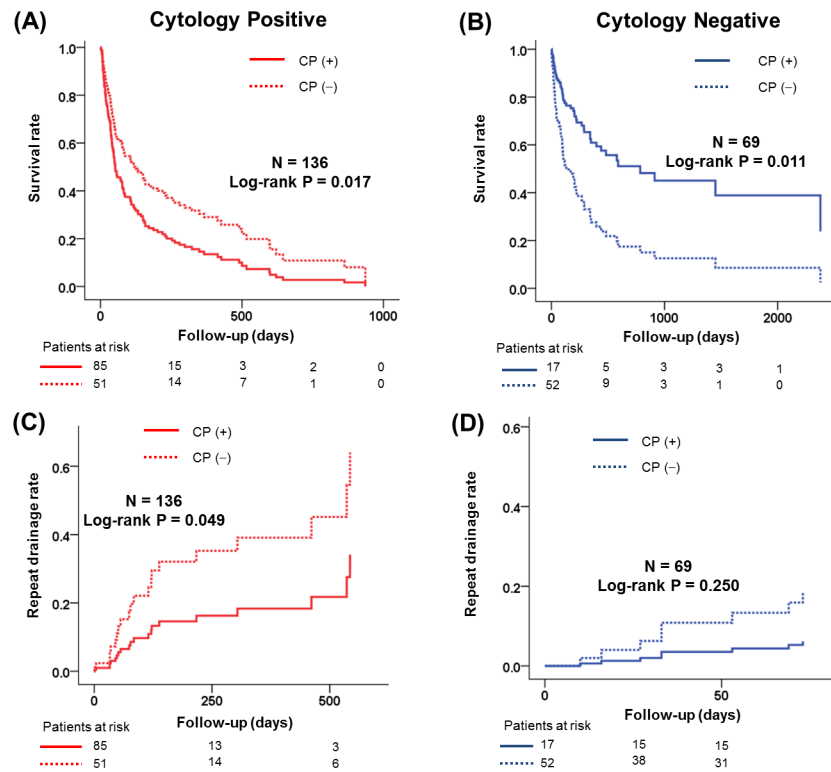 (A) Cytology Positive
CP (+)
CP (−)
N = 136
Log-rank P = 0.017
Survival rate
1.0
0.8
0.6
0.4
0.2
0.0
0 500 1000
Follow-up (days)
Patients at risk
85 15 3 2 0
51 14 7 1 0
(B) Cytology Negative
CP (+)
CP (−)
N = 69
Log-rank P = 0.011
Survival rate
1.0
0.8
0.6
0.4
0.2
0.0
0 1000 2000
Follow-up (days)
Patients at risk
17 5 3 3 1
52 9 3 1 0
(C)
CP (+)
CP (−)
N = 136
Log-rank P = 0.049
Repeat drainage rate
0.6
0.4
0.2
0.0
0 250 500
Follow-up (days)
Patients at risk
85 13 3
51 14 6
(D)
CP (+)
CP (−)
N = 69
Log-rank P = 0.250
Repeat drainage rate
0.6
0.4
0.2
0.0
0 50
Follow-up (days)
Patients at risk
17 15 15
52 38 31